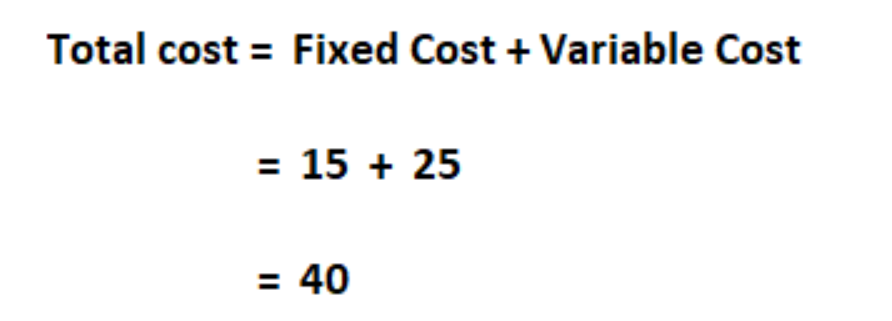 Total cost = Fixed Cost + Variable Cost
= 15 + 25
= 40